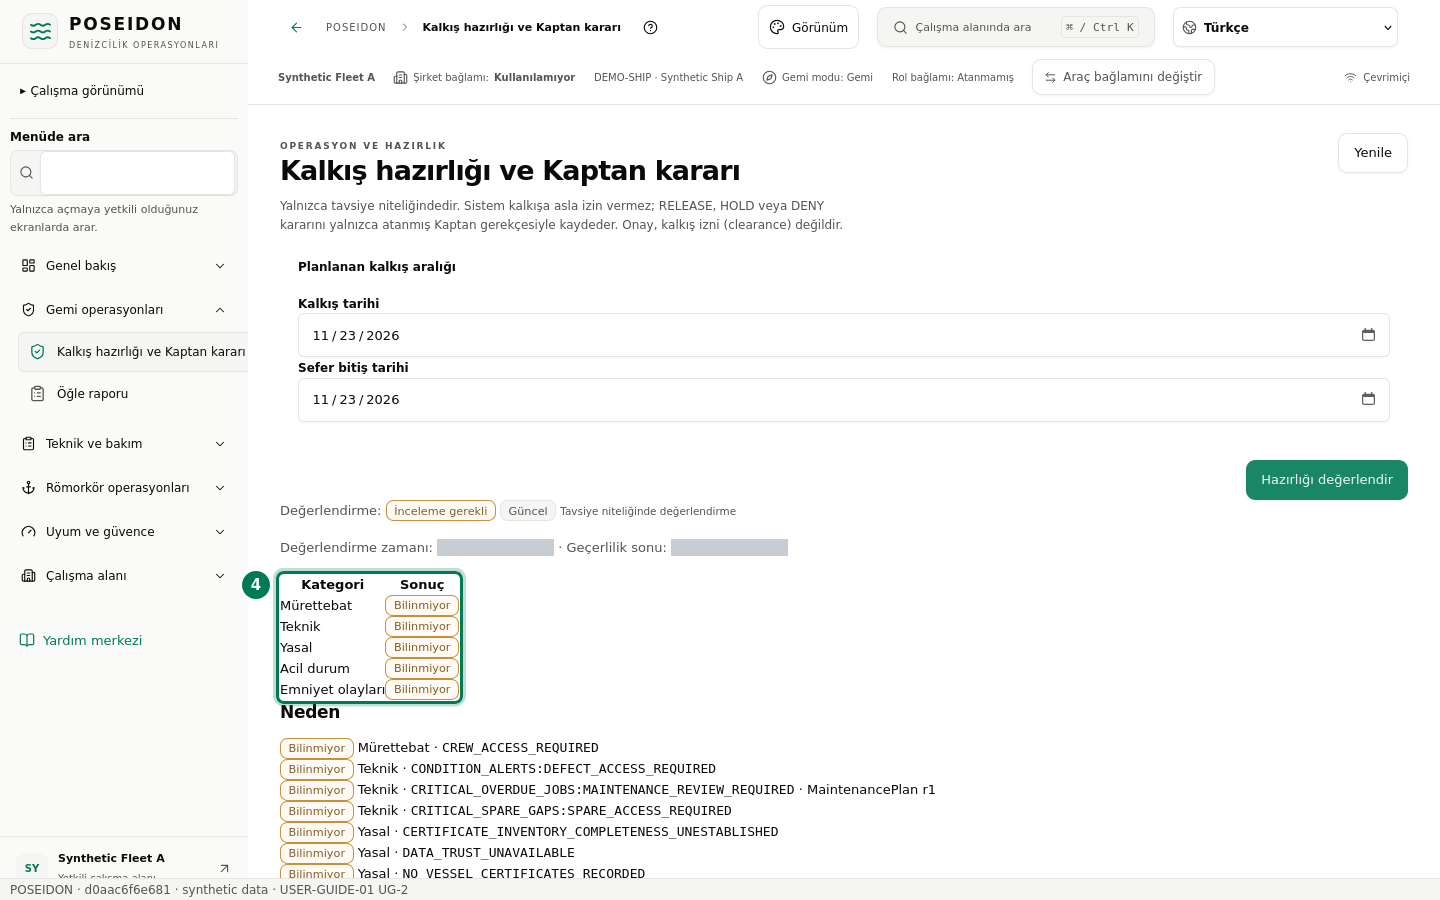 POSEIDON
DENİZCİLİK OPERASYONLARI
Çalışma görünümü
Menüde ara
Yalnızca açmaya yetkili olduğunuz
ekranlarda arar.
Genel bakış
Gemi operasyonları
Kalkış hazırlığı ve Kaptan kararı
Öğle raporu
Teknik ve bakım
Römorkör operasyonları
Uyum ve güvence
Çalışma alanı
Yardım merkezi
SY Synthetic Fleet A
POSEIDON > Kalkış hazırlığı ve Kaptan kararı
Görünüm
Çalışma alanında ara ⌘ / Ctrl K
Türkçe
Synthetic Fleet A Şirket bağlamı: Kullanılamıyor DEMO-SHIP · Synthetic Ship A Gemi modu: Gemi Rol bağlamı: Atanmamış Araç bağlamını değiştir Çevrimiçi
OPERASYON VE HAZIRLIK
Kalkış hazırlığı ve Kaptan kararı
Yenile
Yalnızca tavsiye niteliğindedir. Sistem kalkışa asla izin vermez; RELEASE, HOLD veya DENY
kararını yalnızca atanmış Kaptan gerekçesiyle kaydeder. Onay, kalkış izni (clearance) değildir.
Planlanan kalkış aralığı
Kalkış tarihi
11/23/2026
Sefer bitiş tarihi
11/23/2026
Hazırlığı değerlendir
Değerlendirme: İnceleme gerekli Güncel Tavsiye niteliğinde değerlendirme
Değerlendirme zamanı: · Geçerlilik sonu:
4
Kategori Sonuç
Mürettebat Bilinmiyor
Teknik Bilinmiyor
Yasal Bilinmiyor
Acil durum Bilinmiyor
Emniyet olayları Bilinmiyor
Neden
Bilinmiyor Mürettebat · CREW_ACCESS_REQUIRED
Bilinmiyor Teknik · CONDITION_ALERTS:DEFECT_ACCESS_REQUIRED
Bilinmiyor Teknik · CRITICAL_OVERDUE_JOBS:MAINTENANCE_REVIEW_REQUIRED · MaintenancePlan r1
Bilinmiyor Teknik · CRITICAL_SPARE_GAPS:SPARE_ACCESS_REQUIRED
Bilinmiyor Yasal · CERTIFICATE_INVENTORY_COMPLETENESS_UNESTABLISHED
Bilinmiyor Yasal · DATA_TRUST_UNAVAILABLE
Bilinmiyor Yasal · NO_VESSEL_CERTIFICATES_RECORDED
POSEIDON · d0aac6f6e681 · synthetic data · USER-GUIDE-01 UG-2